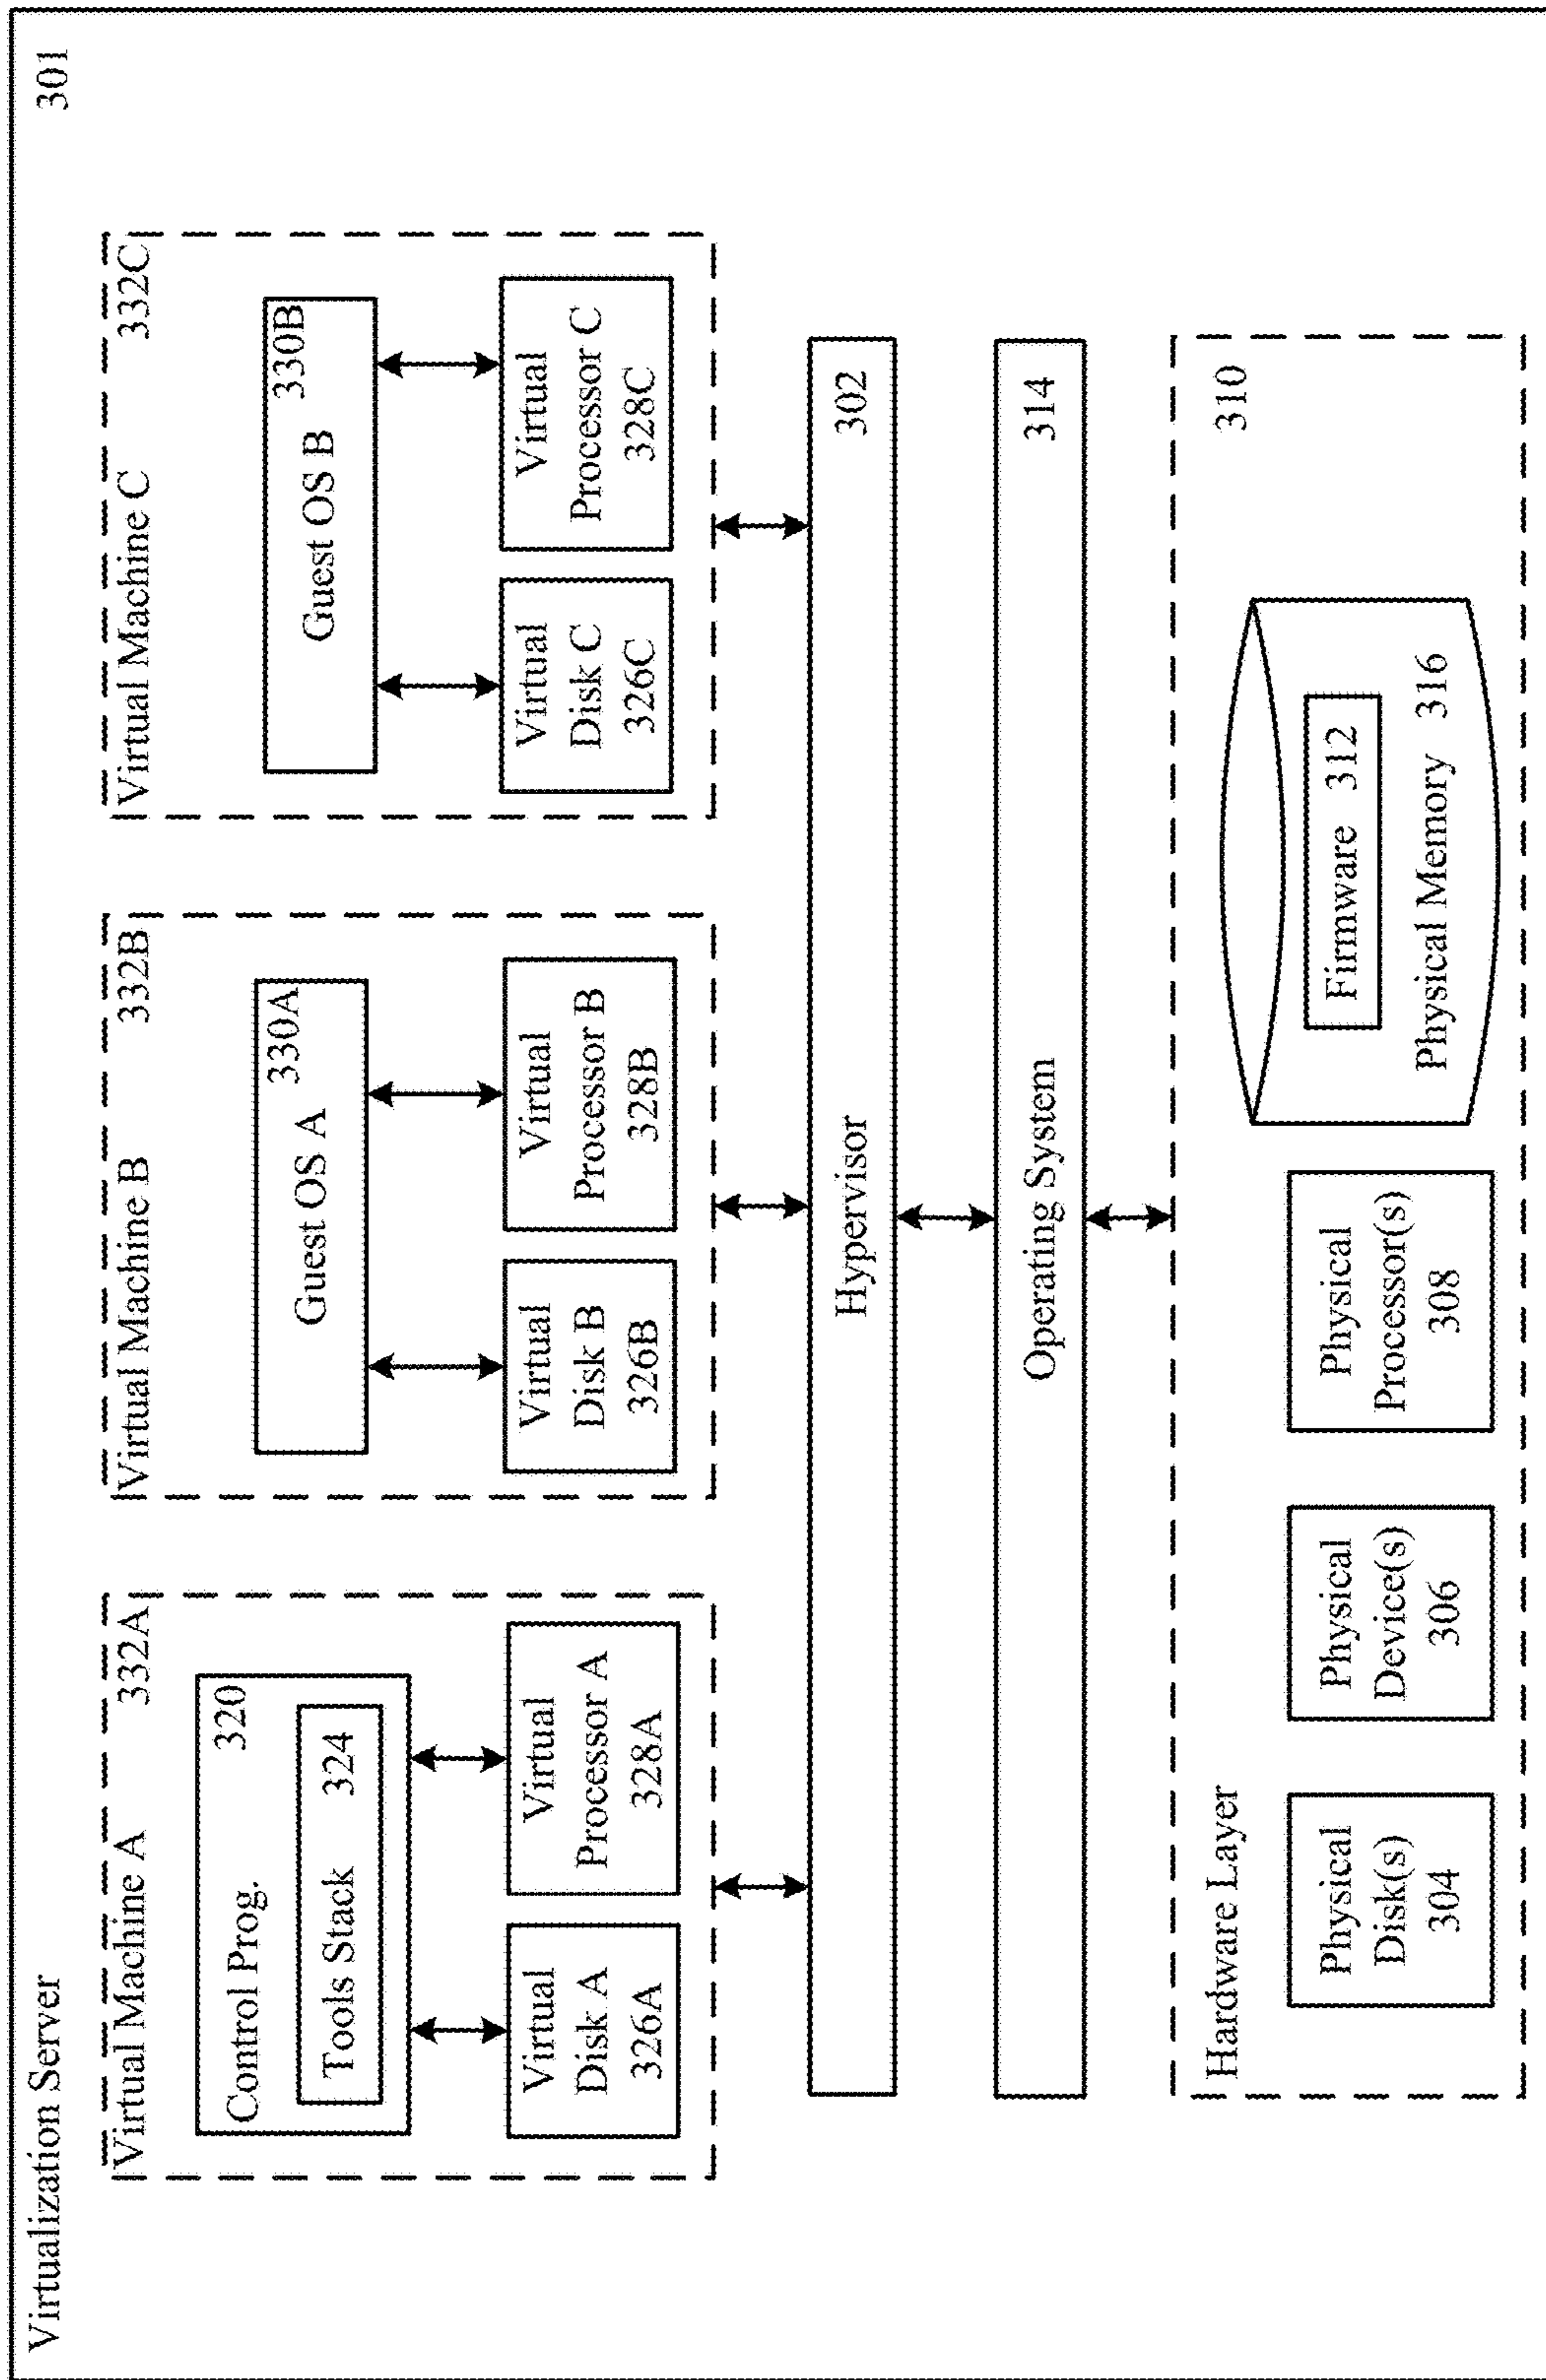 Virtualization Server 301
Virtual Machine A 332A
Control Prog. 320
Tools Stack 324
Virtual
Disk A
326A
Virtual
Processor A
328A
Virtual Machine B 332B
330A
Guest OS A
Virtual
Disk B
326B
Virtual
Processor B
328B
Virtual Machine C 332C
330B
Guest OS B
Virtual
Disk C
326C
Virtual
Processor C
328C
Hypervisor 302
Operating System 314
Hardware Layer 310
Physical
Disk(s)
304
Physical
Device(s)
306
Physical
Processor(s)
308
Firmware 312
Physical Memory 316